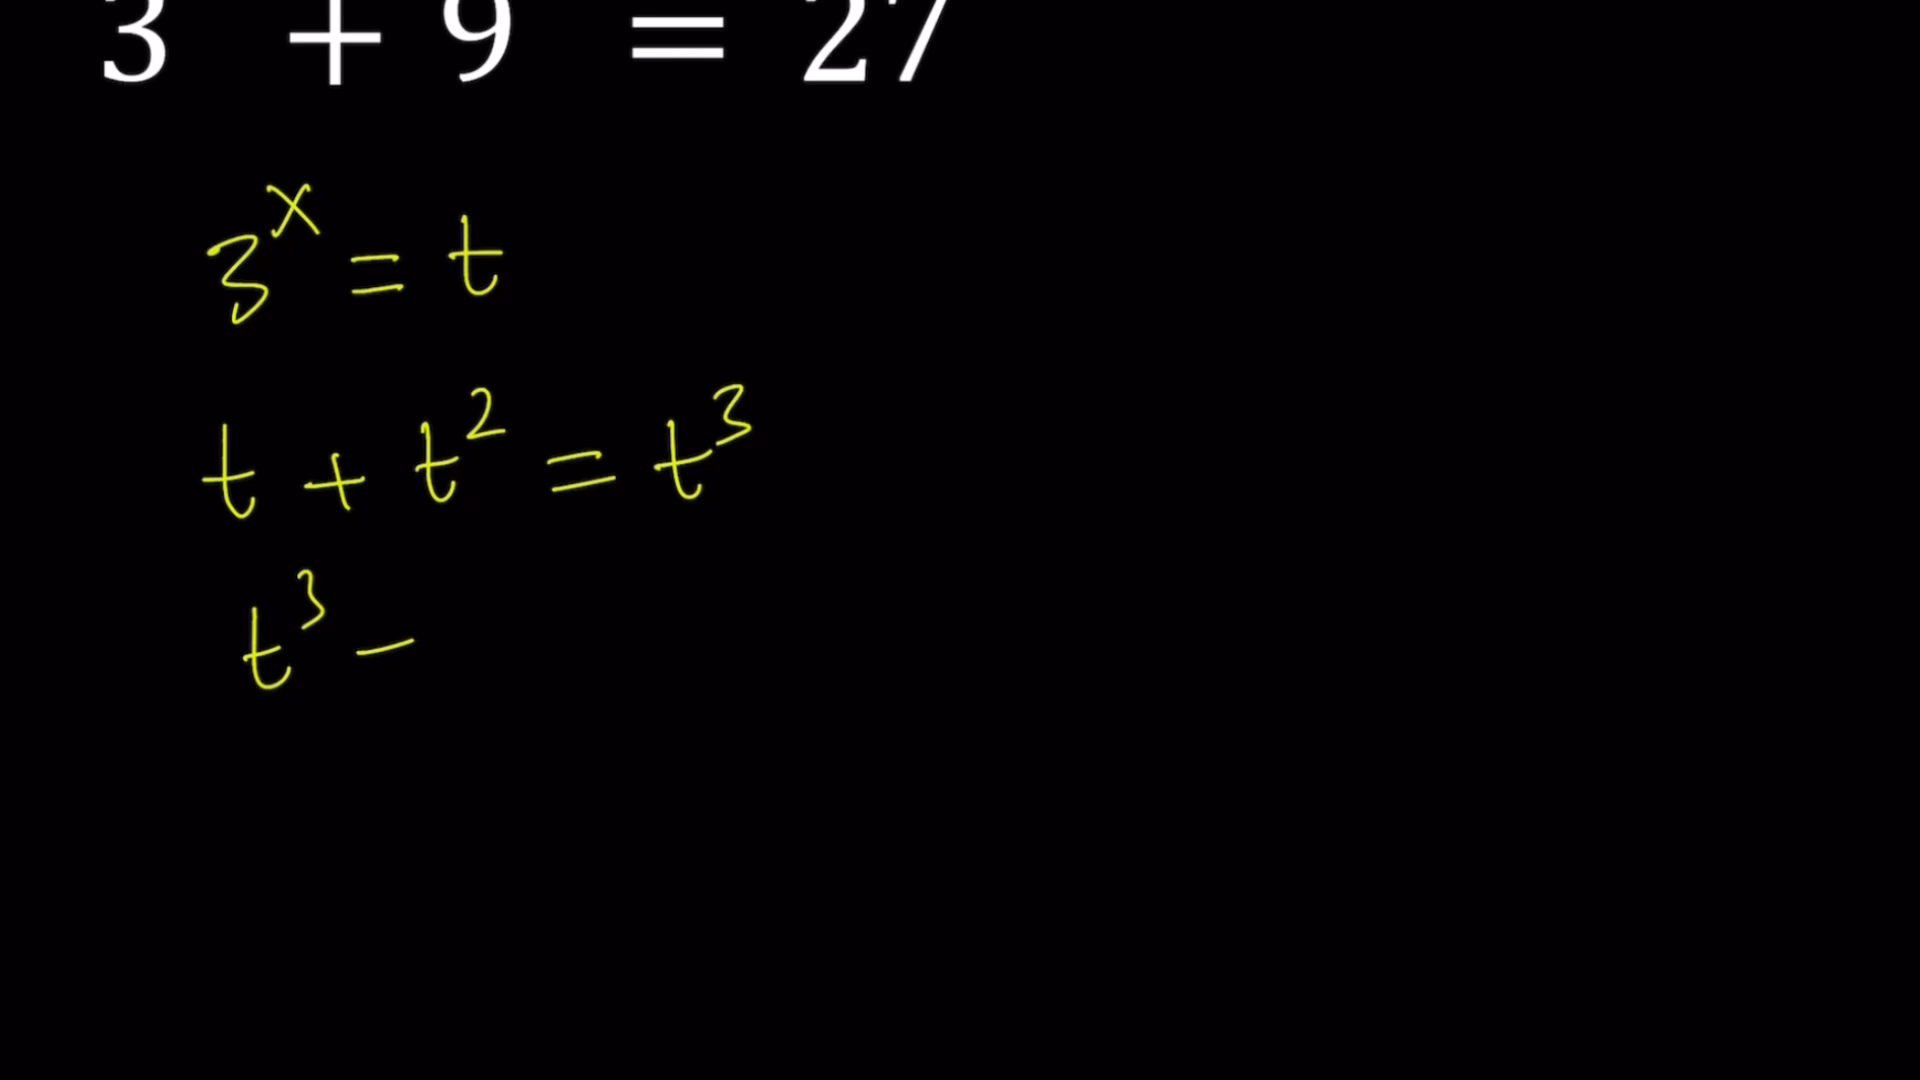 3 + 9 = 27
3^x = t
t + t^2 = t^3
t^3 -